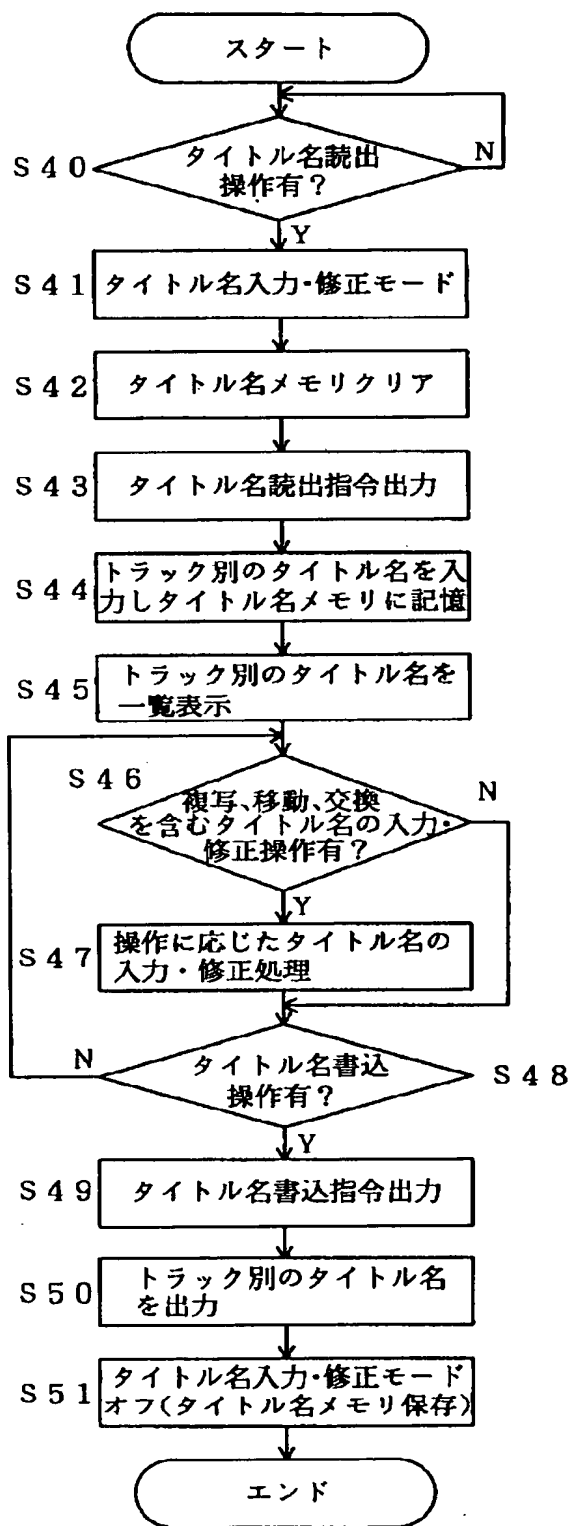 スタート
S40
タイトル名読出
操作有?
N
Y
S41
タイトル名入力・修正モード
S42
タイトル名メモリクリア
S43
タイトル名読出指令出力
S44
トラック別のタイトル名を入
力しタイトル名メモリに記憶
S45
トラック別のタイトル名を
一覧表示
S46
複写、移動、交換
を含むタイトル名の入力・
修正操作有?
N
Y
S47
操作に応じたタイトル名の
入力・修正処理
N
タイトル名書込
操作有?
S48
Y
S49
タイトル名書込指令出力
S50
トラック別のタイトル名
を出力
S51
タイトル名入力・修正モード
オフ(タイトル名メモリ保存)
エンド